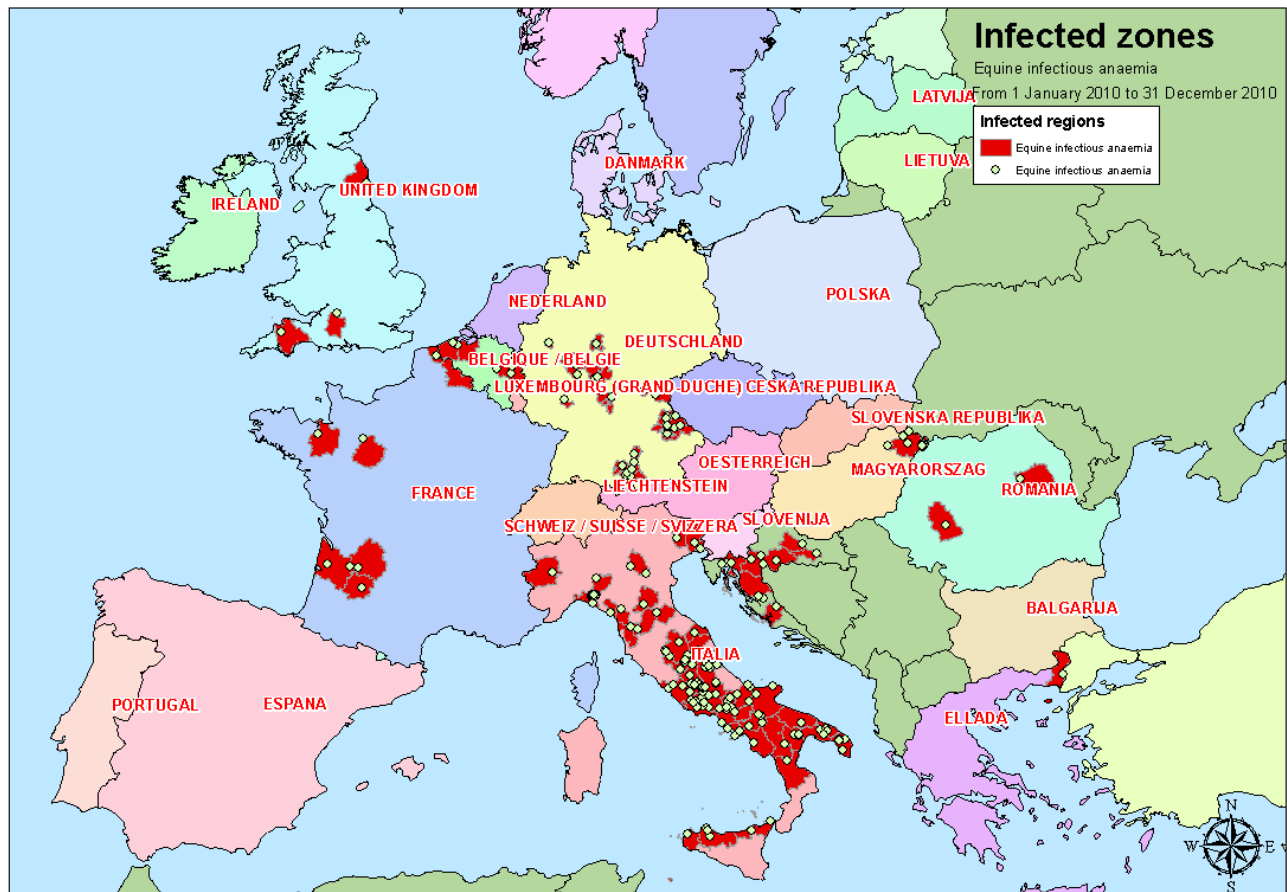 Infected zones
Equine infectious anaemia
From 1 January 2010 to 31 December 2010
Infected regions
Equine infectious anaemia
Equine infectious anaemia
LATVIJA
LIETUVA
DANMARK
UNITED KINGDOM
IRELAND
POLSKA
NEDERLAND
DEUTSCHLAND
BELGIQUE / BELGIE
LUXEMBOURG (GRAND-DUCHE)
CESKA REPUBLIKA
SLOVENSKA REPUBLIKA
OESTERREICH
MAGYARORSZAG
LIECHTENSTEIN
ROMANIA
FRANCE
SCHWEIZ / SUISSE / SVIZZERA
SLOVENIJA
BALGARIJA
ITALIA
PORTUGAL
ESPANA
ELLADA
N
W
E
S